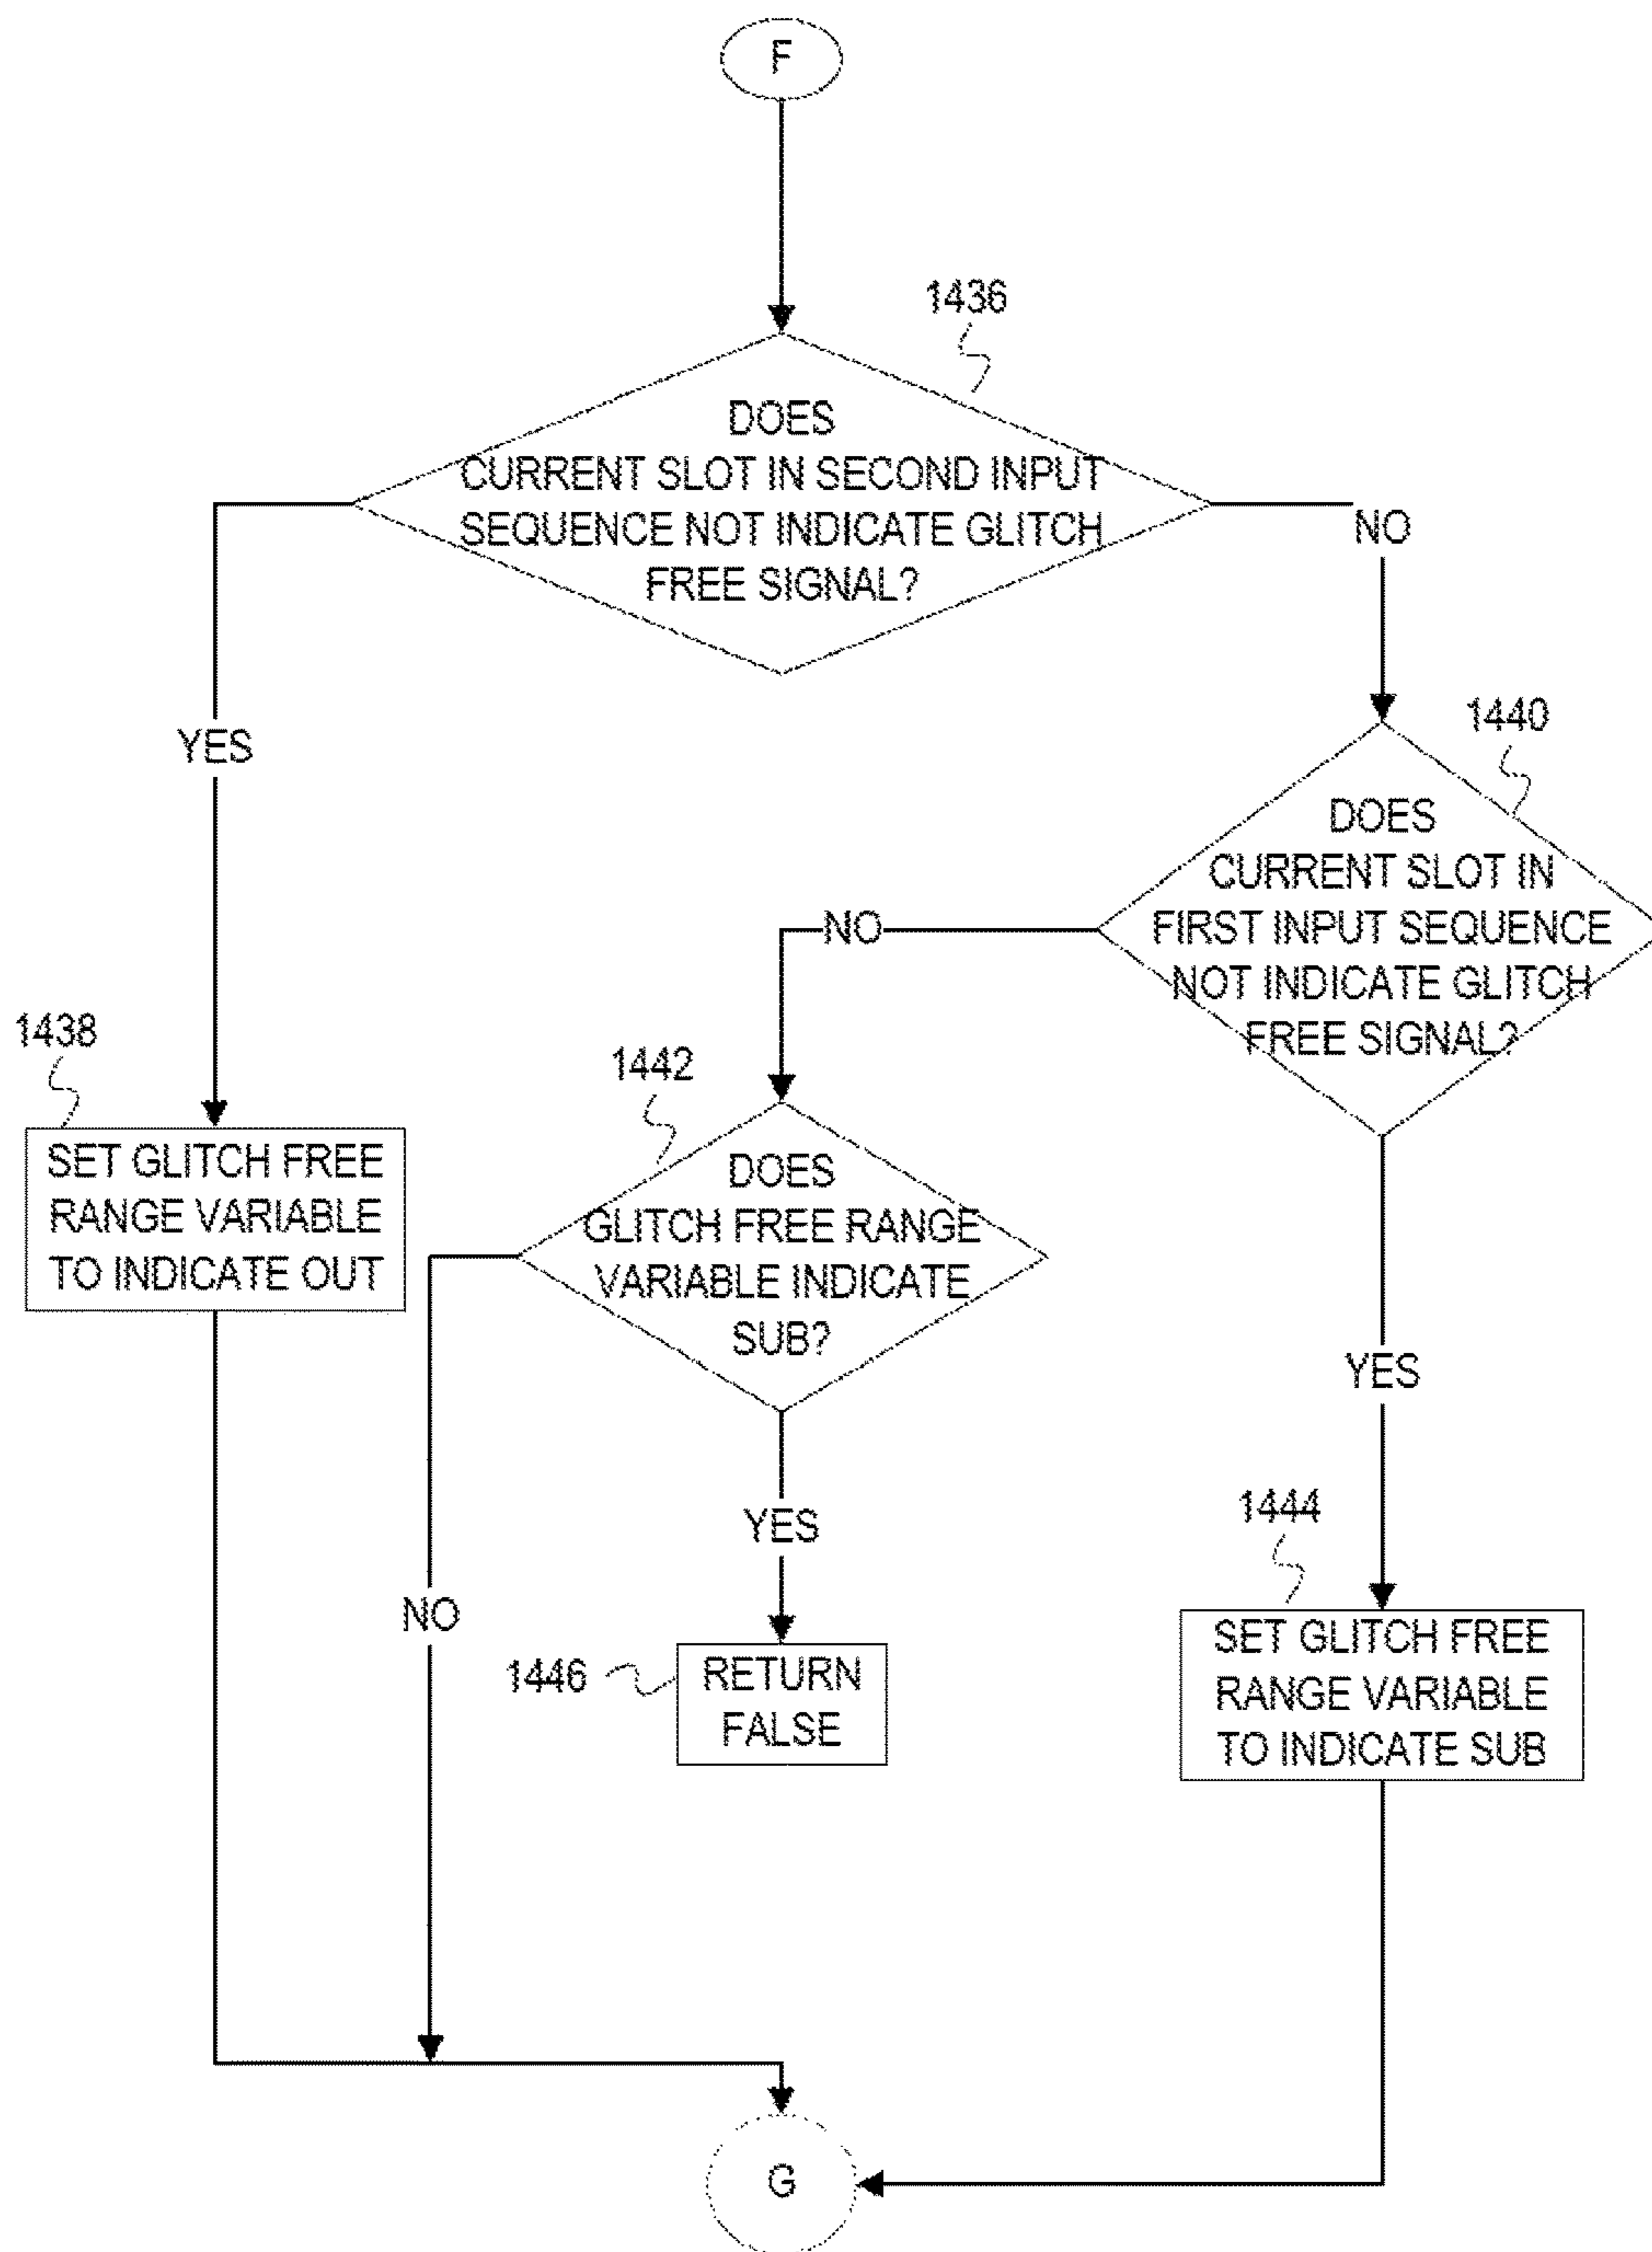 F
1436
DOES
CURRENT SLOT IN SECOND INPUT
SEQUENCE NOT INDICATE GLITCH
FREE SIGNAL?
NO
YES
1440
DOES
CURRENT SLOT IN
FIRST INPUT SEQUENCE
NOT INDICATE GLITCH
FREE SIGNAL?
NO
1438
SET GLITCH FREE
RANGE VARIABLE
TO INDICATE OUT
1442
DOES
GLITCH FREE RANGE
VARIABLE INDICATE
SUB?
YES
YES
NO
1444
SET GLITCH FREE
RANGE VARIABLE
TO INDICATE SUB
1446
RETURN
FALSE
G